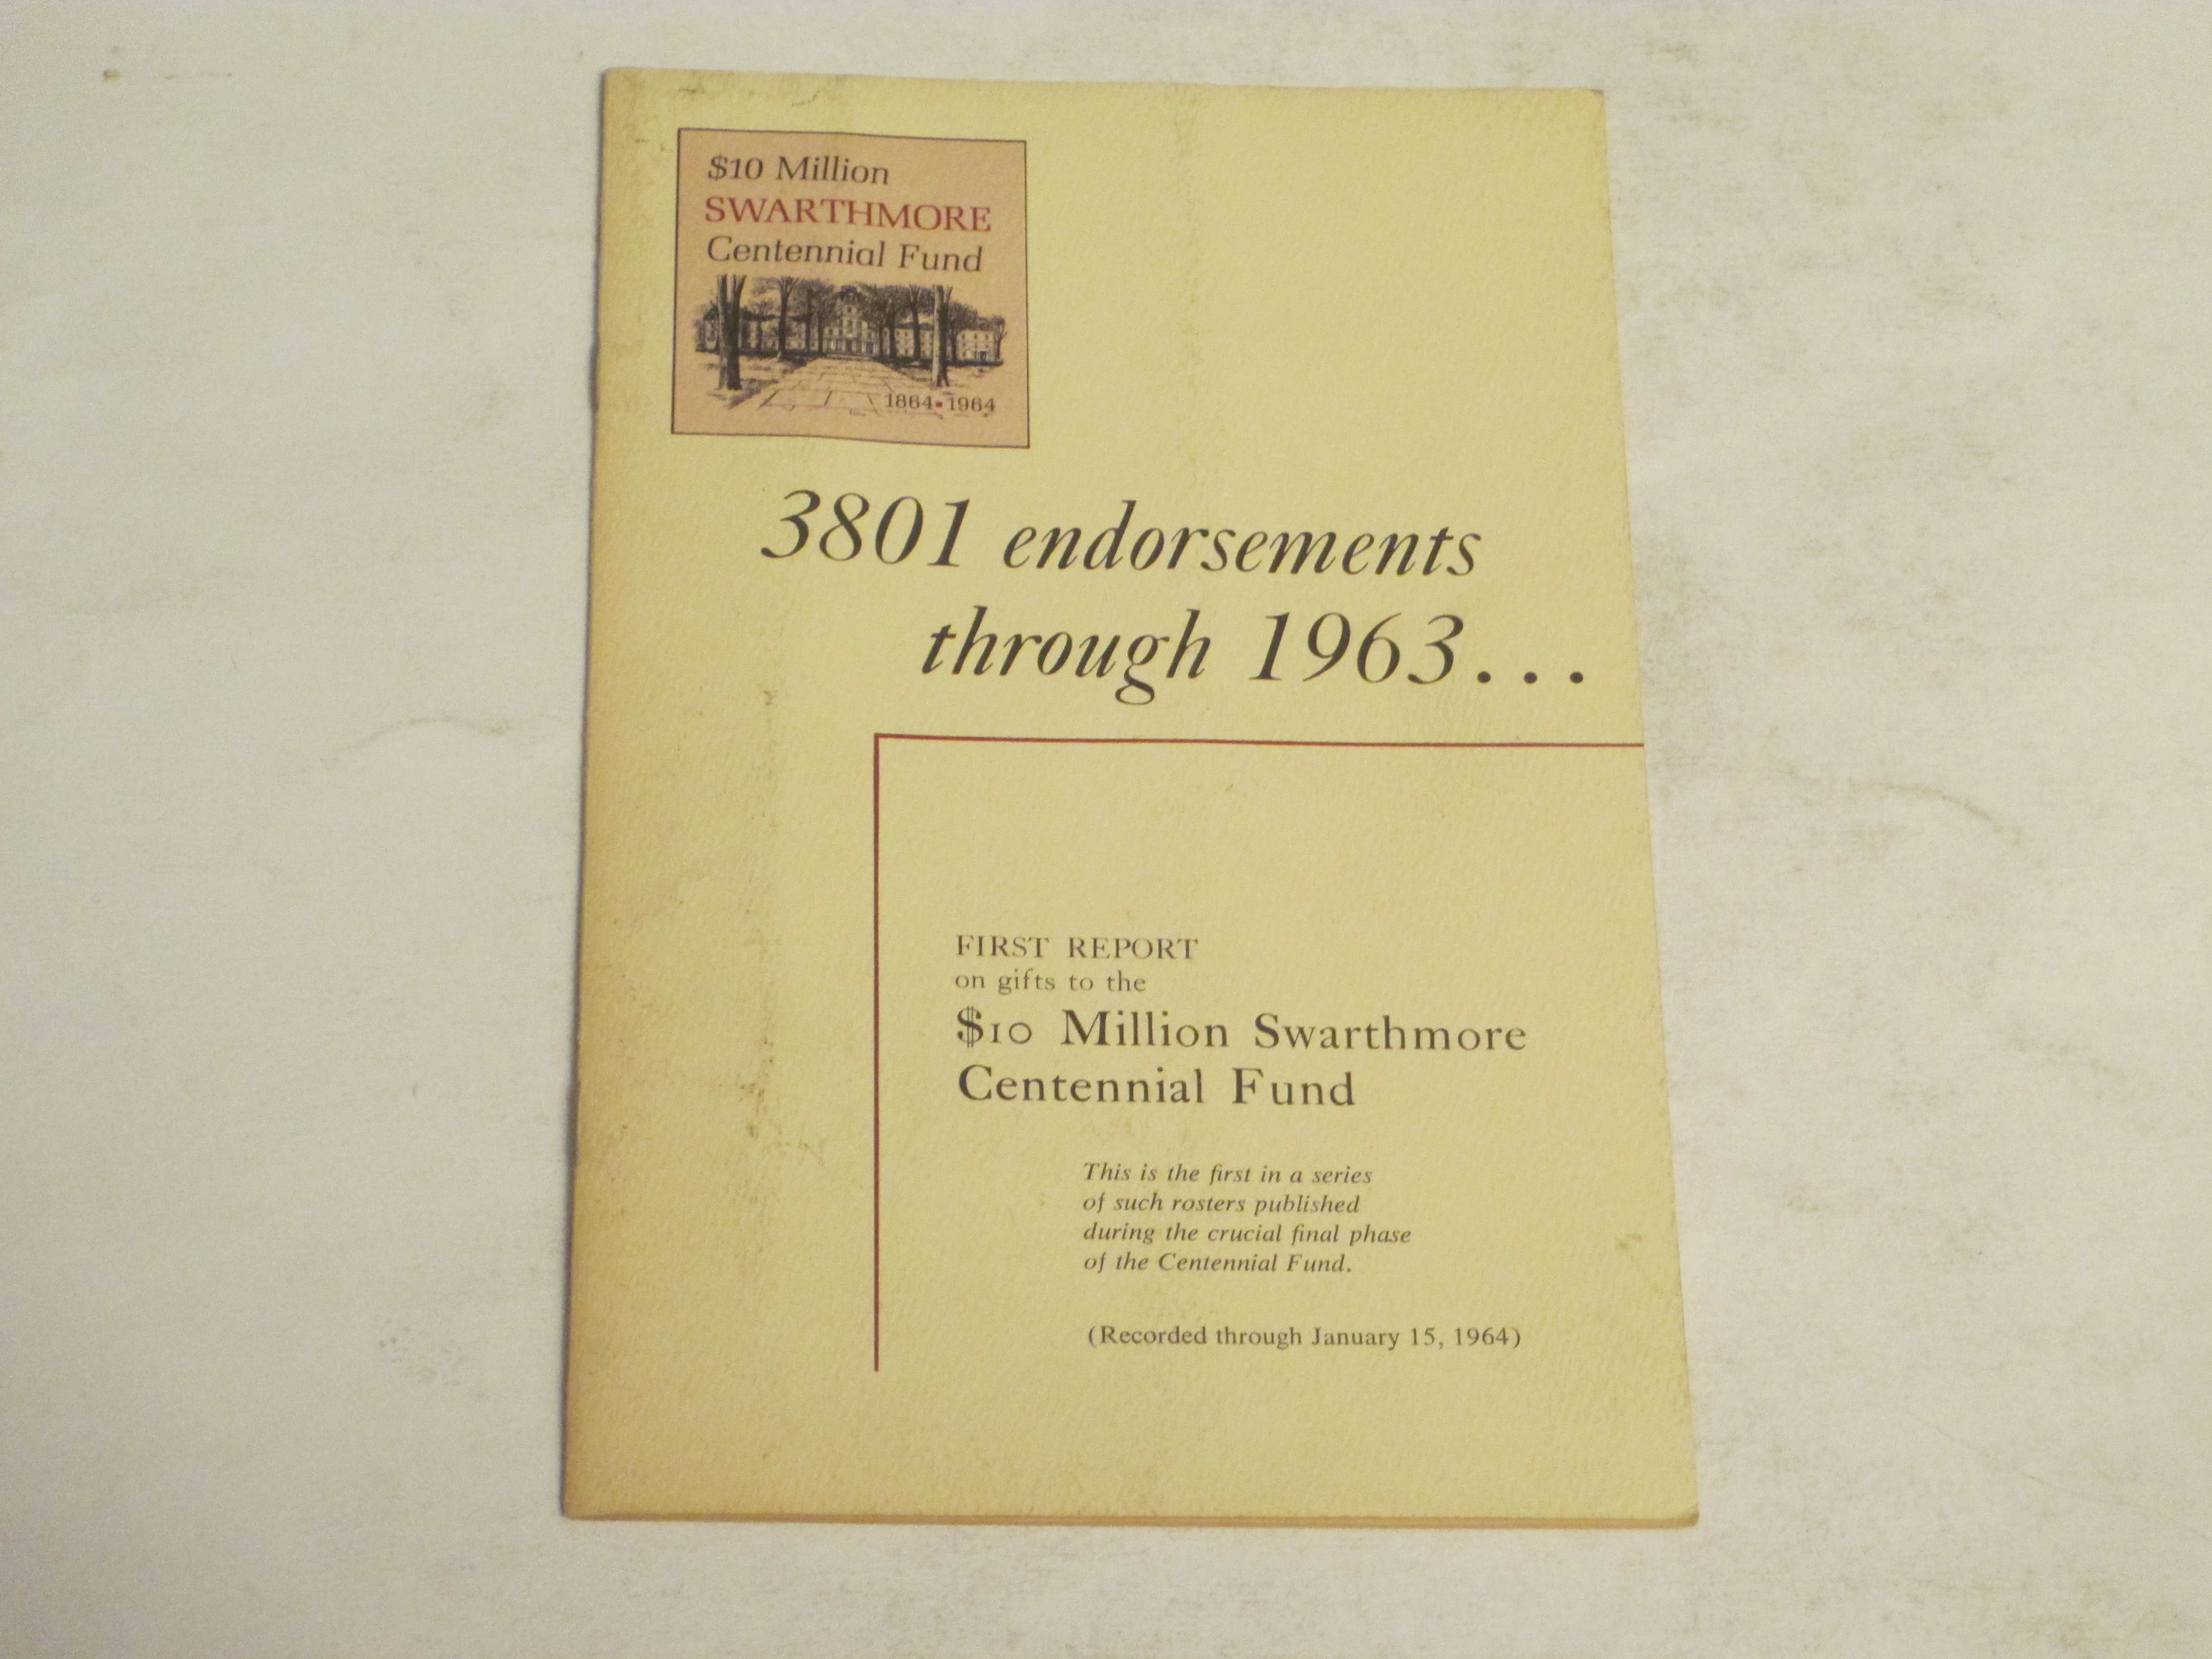 $10 Million
SWARTHMORE
Centennial Fund
1864▪1964
3801 endorsements
through 1963...
FIRST REPORT
on gifts to the
$10 Million Swarthmore
Centennial Fund
This is the first in a series
of such rosters published
during the crucial final phase
of the Centennial Fund.
(Recorded through January 15, 1964)